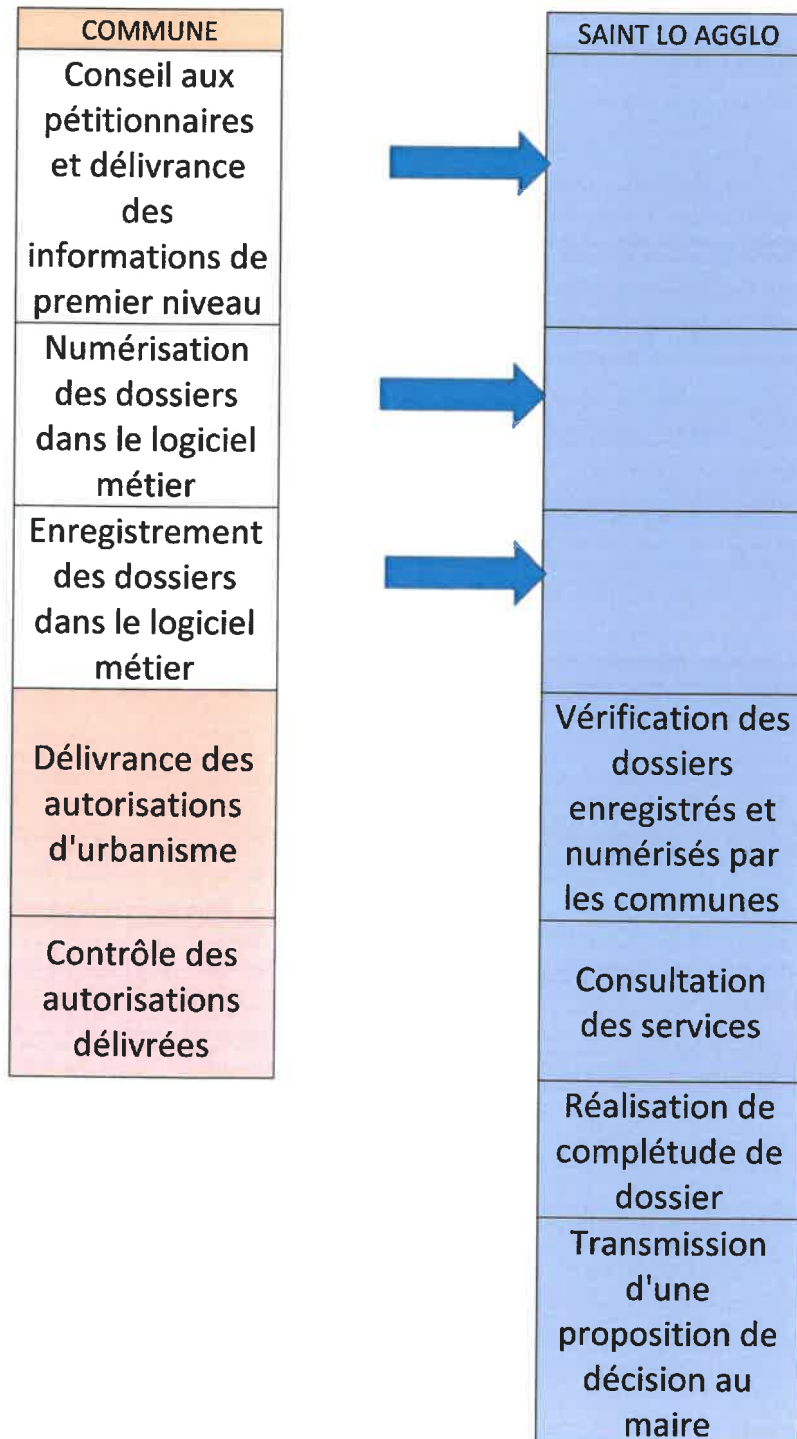 COMMUNE
Conseil aux
pétitionnaires
et délivrance
des
informations de
premier niveau
Numérisation
des dossiers
dans le logiciel
métier
Enregistrement
des dossiers
dans le logiciel
métier
Délivrance des
autorisations
d'urbanisme
Contrôle des
autorisations
délivrées
SAINT LO AGGLO
Vérification des
dossiers
enregistrés et
numérisés par
les communes
Consultation
des services
Réalisation de
complétude de
dossier
Transmission
d'une
proposition de
décision au
maire